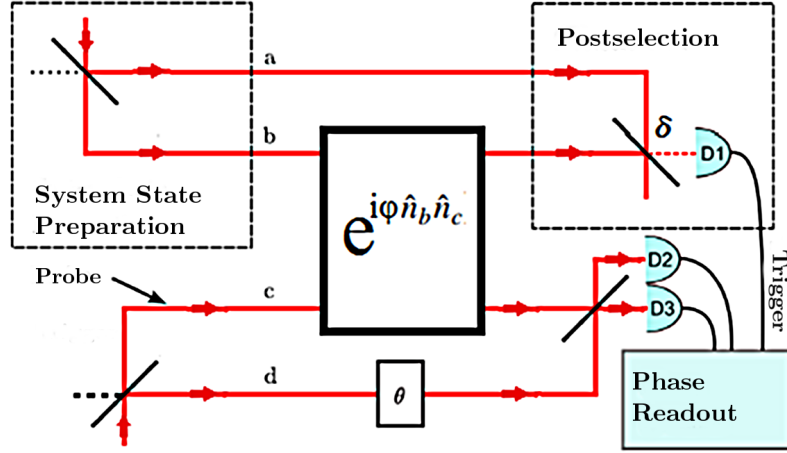 a
Postselection
δ
b
D1
System State
Preparation
e^{iφ n̂_b n̂_c}
Probe
c
D2
D3
Trigger
d
θ
Phase
Readout